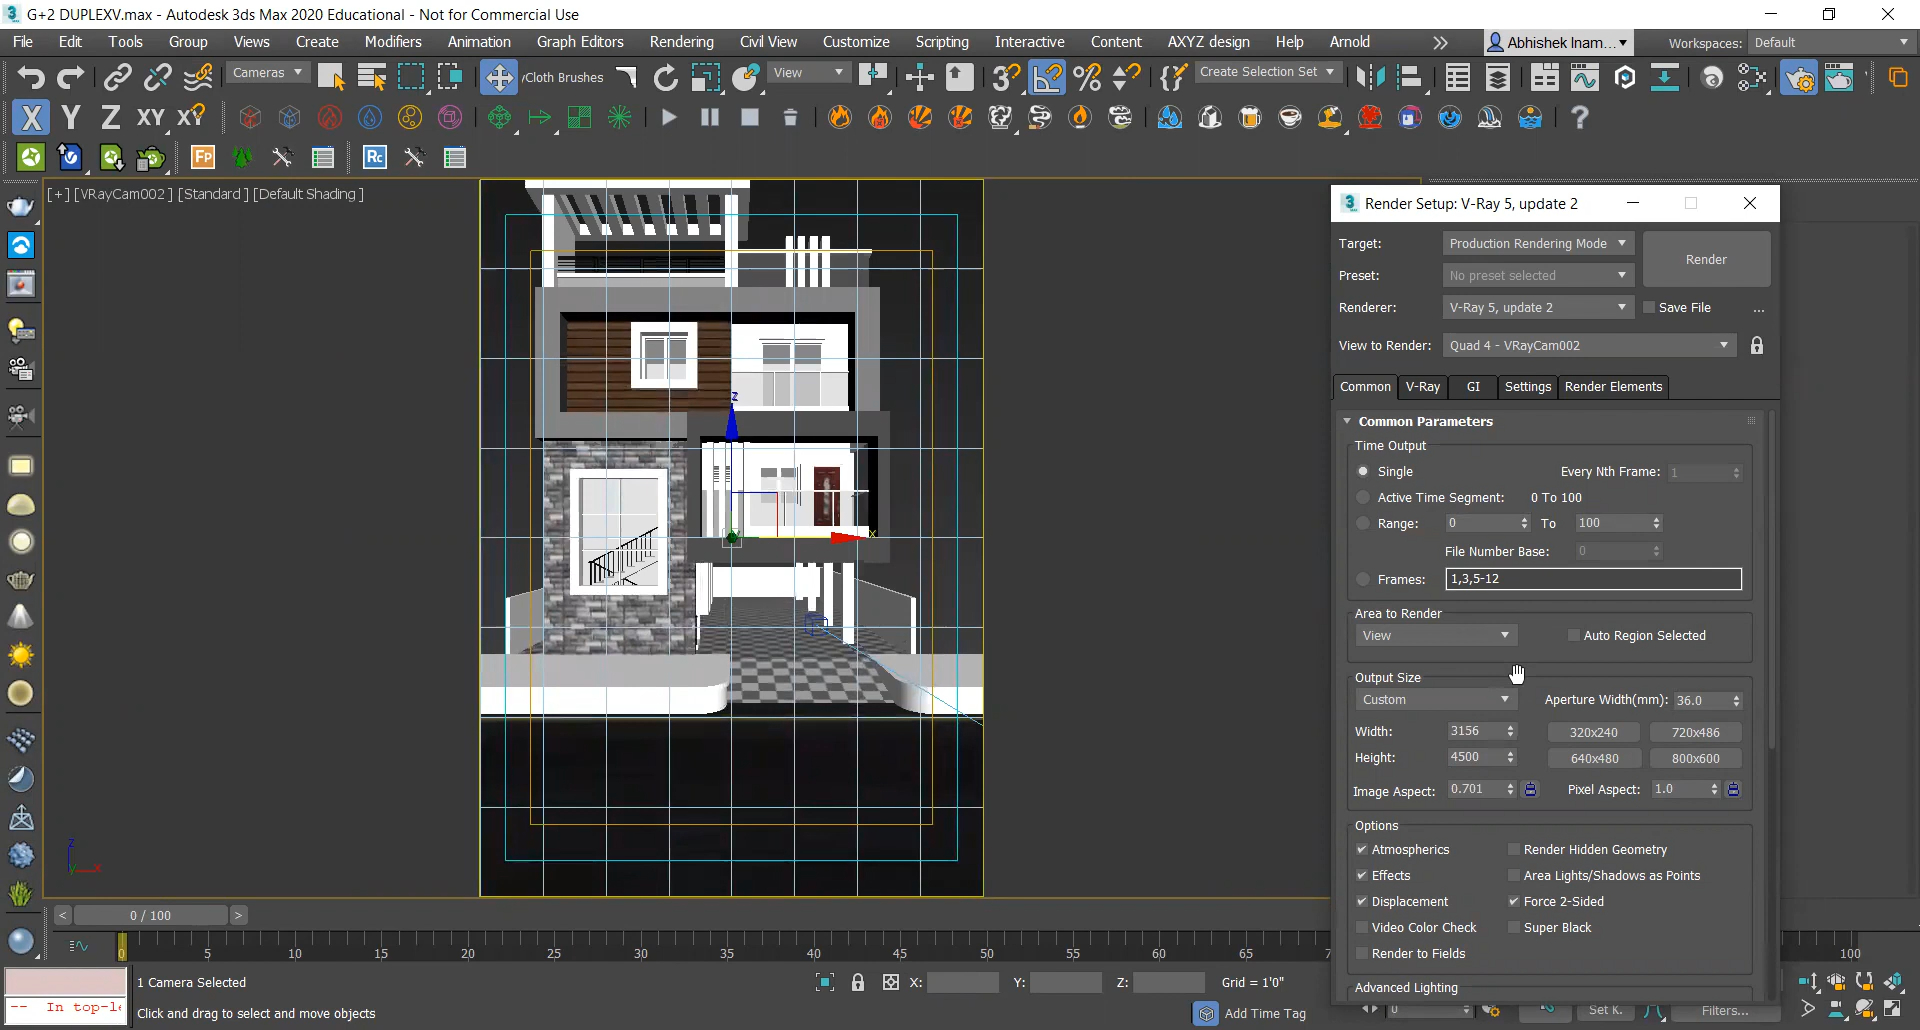 G+2 DUPLEXV.max - Autodesk 3ds Max 2020 Educational - Not for Commercial Use
File Edit Tools Group Views Create Modifiers Animation Graph Editors Rendering Civil View Customize Scripting Interactive Content AXYZ design Help Arnold Abhishek Inam... Workspaces: Default
Cameras Cloth Brushes View Create Selection Set
X Y Z XY XY
Fp Rc
[+] [VRayCam002] [Standard] [Default Shading]
Render Setup: V-Ray 5, update 2
Target: Production Rendering Mode Render
Preset: No preset selected
Renderer: V-Ray 5, update 2 Save File ...
View to Render: Quad 4 - VRayCam002
Common V-Ray GI Settings Render Elements
Common Parameters
Time Output
Single Every Nth Frame: 1
Active Time Segment: 0 To 100
Range: 0 To 100
File Number Base: 0
Frames: 1,3,5-12
Area to Render
View Auto Region Selected
Output Size
Custom Aperture Width(mm): 36.0
Width: 3156 320x240 720x486
Height: 4500 640x480 800x600
Image Aspect: 0.701 Pixel Aspect: 1.0
Options
Atmospherics Render Hidden Geometry
Effects Area Lights/Shadows as Points
Displacement Force 2-Sided
Video Color Check Super Black
Render to Fields
Advanced Lighting
z
x
z
y x
< 0 / 100 >
0 5 10 15 20 25 30 35 40 45 50 55 60 65 100
1 Camera Selected X: Y: Z: Grid = 1'0"
-- In top-le
Click and drag to select and move objects Add Time Tag 0 Set K. Filters...